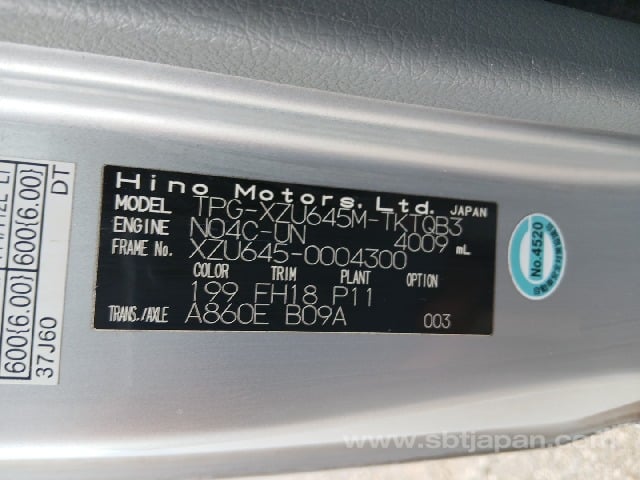 Hino Motors, Ltd. JAPAN
MODEL TPG-XZU645M-TKTQB3
ENGINE N04C-UN 4009 mL
FRAME No. XZU645-0004300
COLOR TRIM PLANT OPTION
199 FH18 P11
TRANS./AXLE A860E B09A 003
600{6.00} 600{6.00}
37J60 DT
No.4520
www.sbtjapan.com